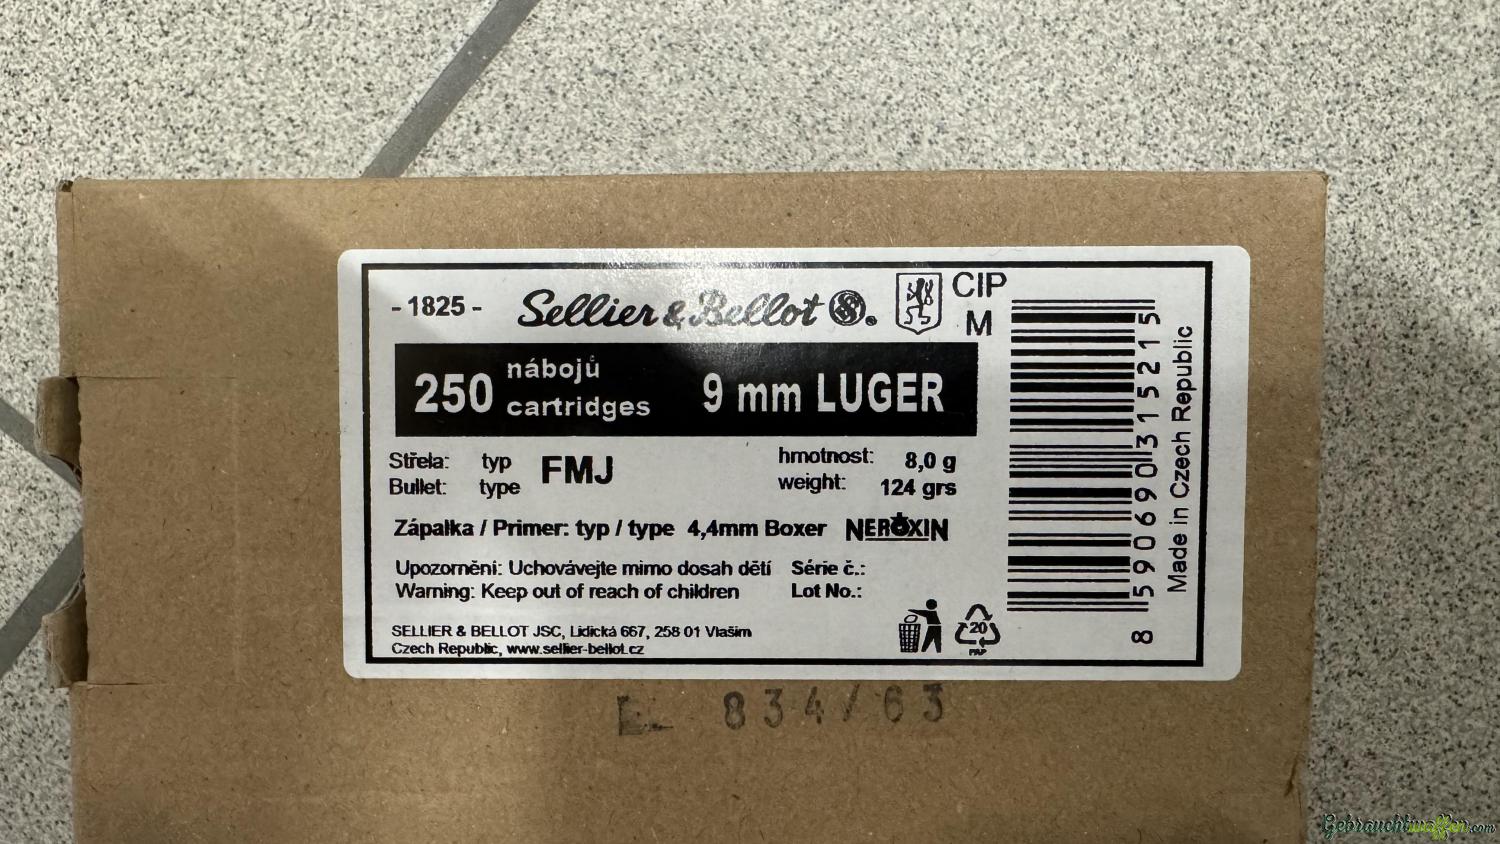 - 1825 -
Sellier & Bellot
CIP
M
250 nábojů
cartridges
9 mm LUGER
Střela: typ FMJ
Bullet: type
hmotnost: 8,0 g
weight: 124 grs
Zápalka / Primer: typ / type 4,4mm Boxer NEROXIN
Upozornění: Uchovávejte mimo dosah dětí
Warning: Keep out of reach of children
Série č.:
Lot No.:
SELLIER & BELLOT JSC, Lidická 667, 258 01 Vlašim
Czech Republic, www.sellier-bellot.cz
20
PAP
8 590690 315215
Made in Czech Republic
834/63
Gebrauchtwaffen.com